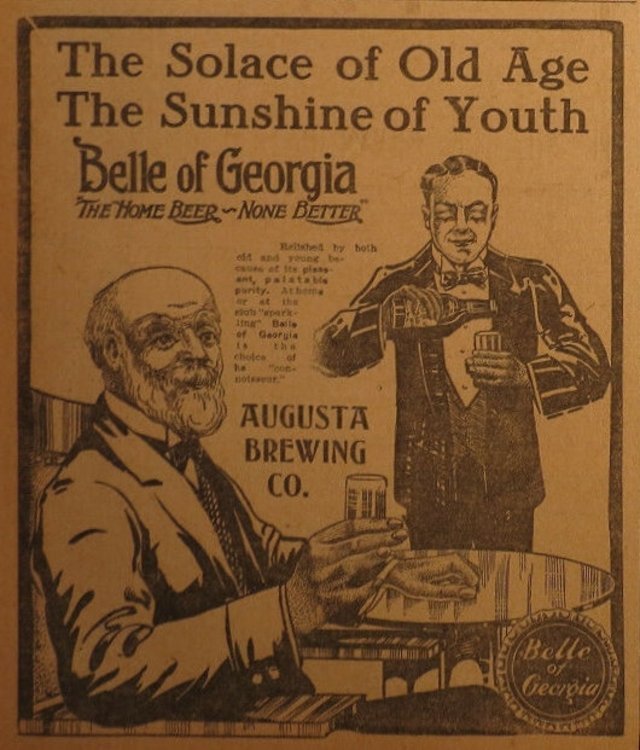 The Solace of Old Age
The Sunshine of Youth
Belle of Georgia
"THE HOME BEER ~ NONE BETTER"
Relished by both
old and young be-
cause of its pleas-
ant, palatable
purity. At home
or at the
club "spark-
ling" Belle
of Georgia
is the
choice of
he "con-
noisseur."
AUGUSTA
BREWING
CO.
Belle
of
Georgia